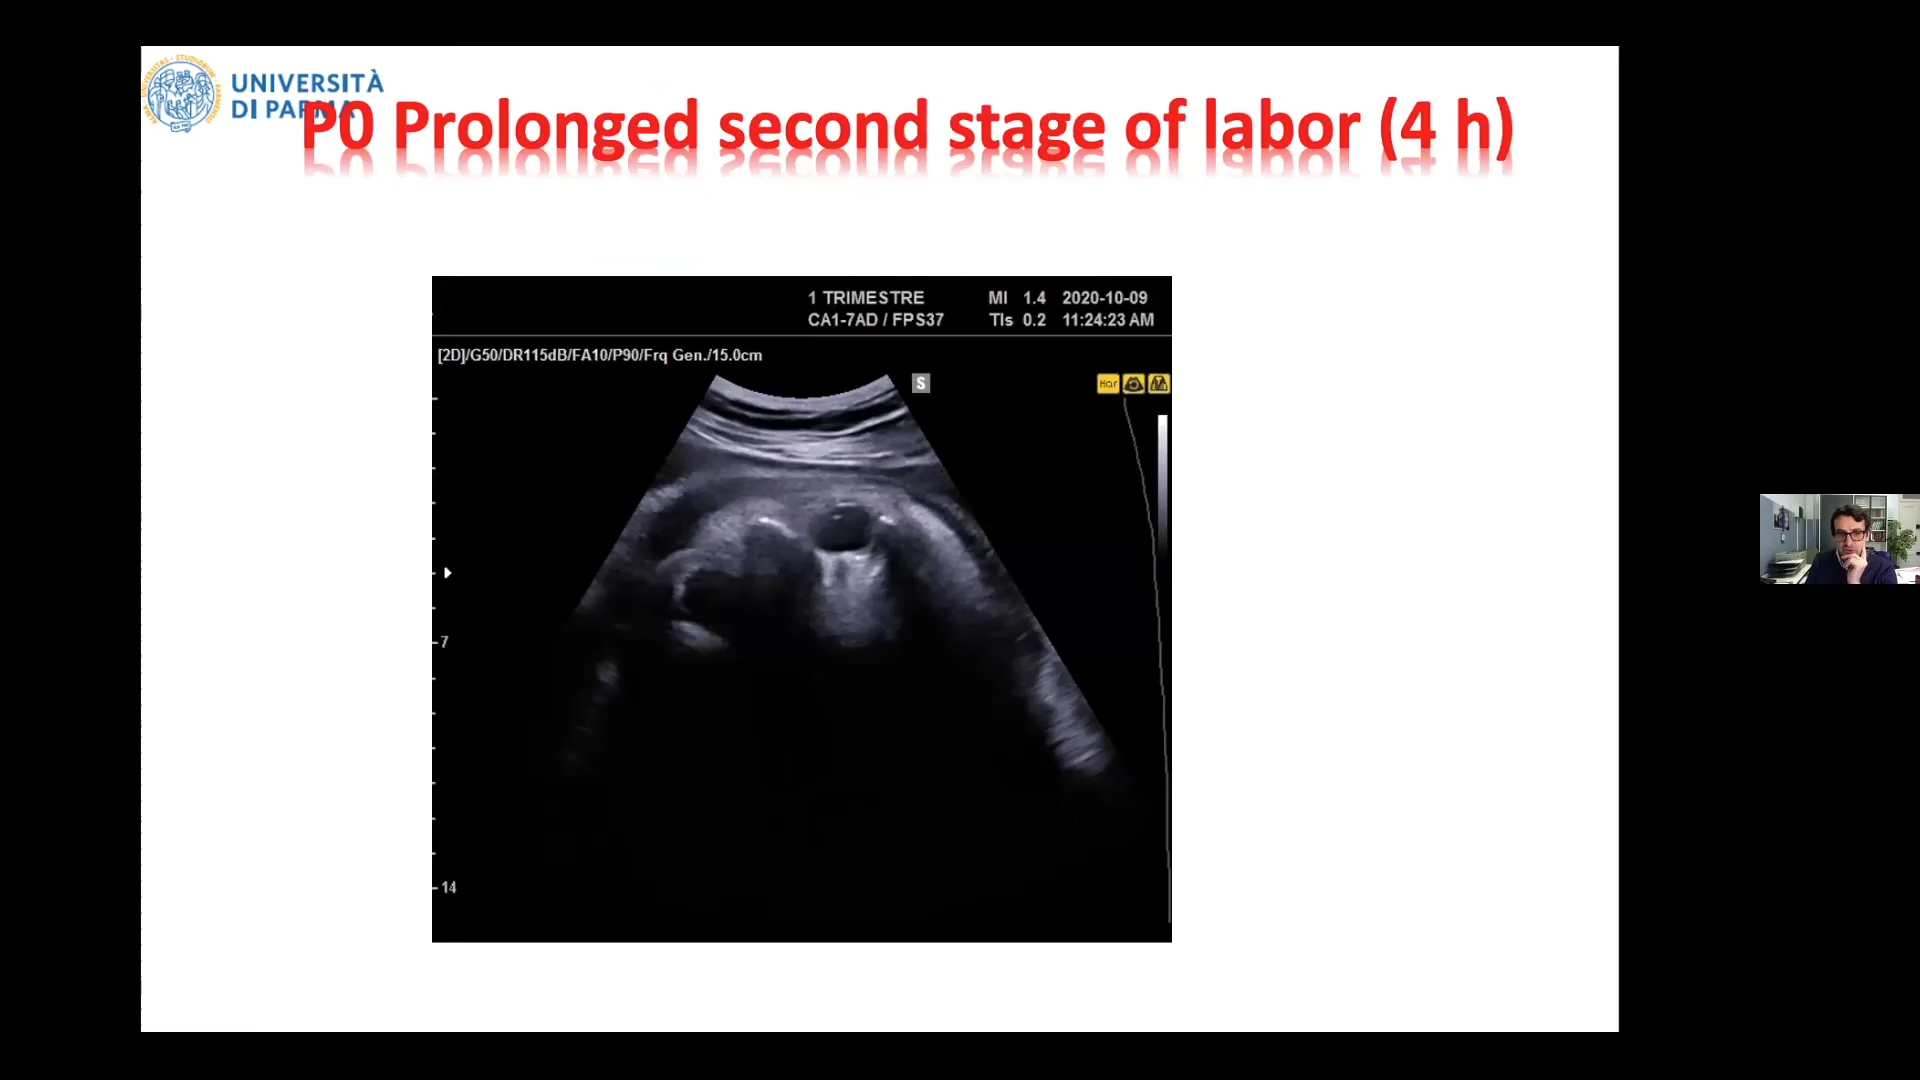 UNIVERSITÀ
DI PARMA
P0 Prolonged second stage of labor (4 h)
1 TRIMESTRE
MI 1.4 2020-10-09
CA1-7AD / FPS37
TIs 0.2 11:24:23 AM
[2D]/G50/DR115dB/FA10/P90/Frq Gen./15.0cm
S
Har
7
14